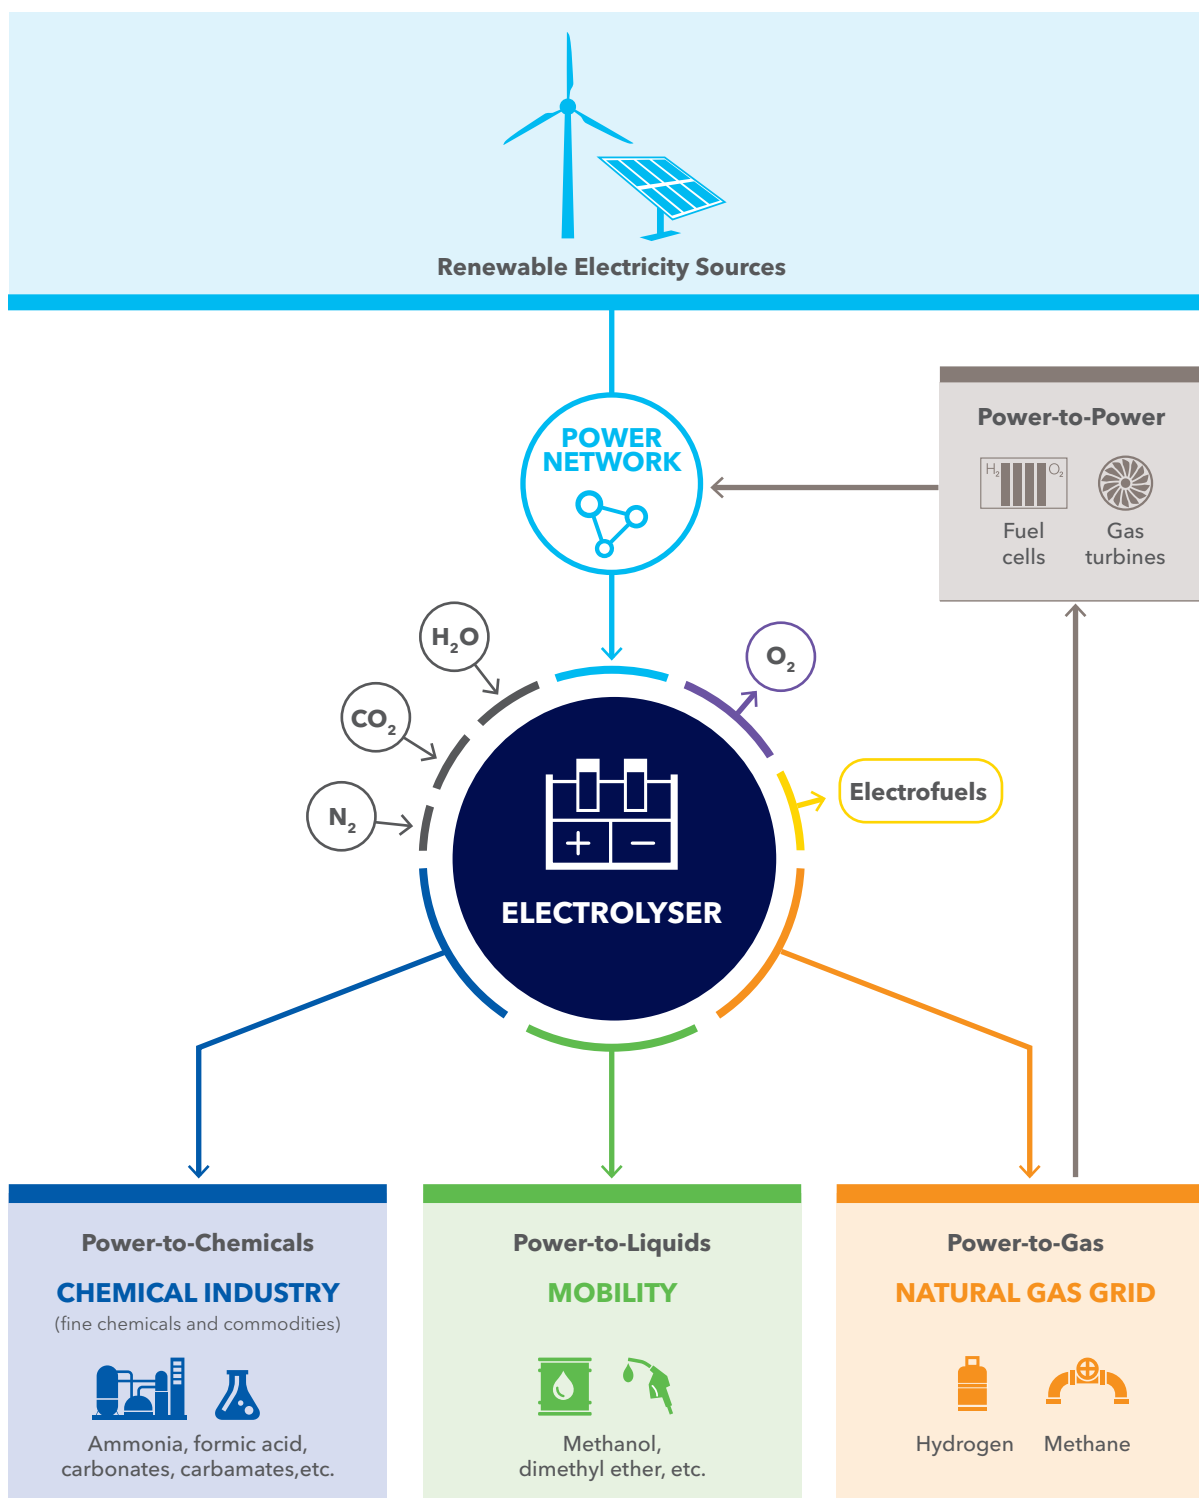 Renewable Electricity Sources
POWER
NETWORK
Power-to-Power
H₂ O₂
Fuel
cells
Gas
turbines
H₂O
CO₂
N₂
O₂
Electrofuels
+ −
ELECTROLYSER
Power-to-Chemicals
CHEMICAL INDUSTRY
(fine chemicals and commodities)
Ammonia, formic acid,
carbonates, carbamates,etc.
Power-to-Liquids
MOBILITY
Methanol,
dimethyl ether, etc.
Power-to-Gas
NATURAL GAS GRID
Hydrogen
Methane